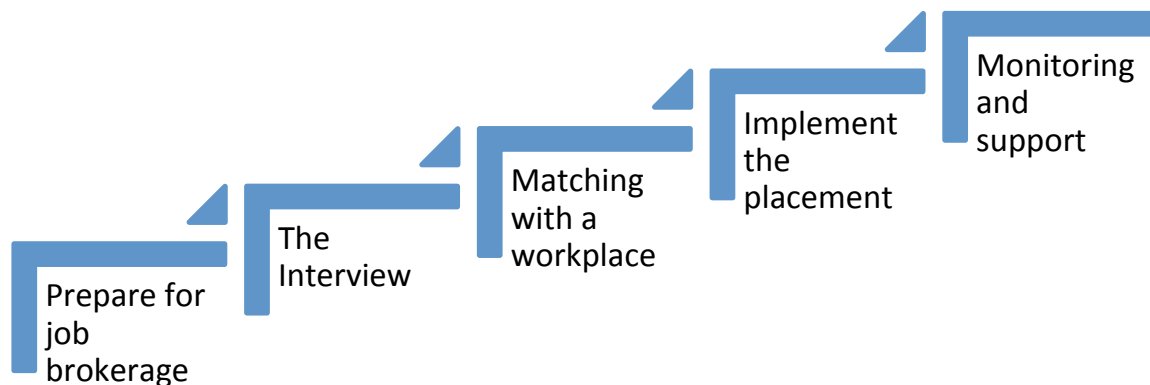 Prepare for
job
brokerage
The
Interview
Matching
with a
workplace
Implement
the
placement
Monitoring
and
support